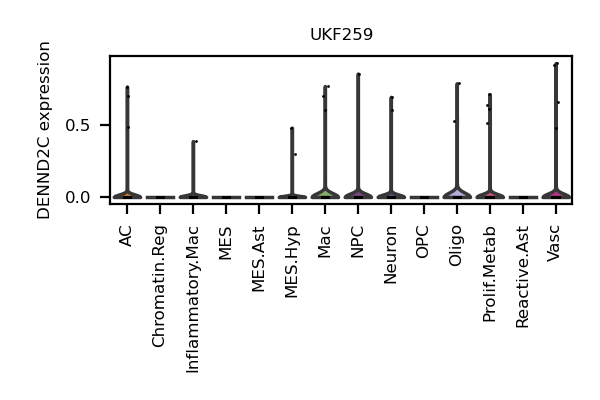 UKF259
DENND2C expression
0.5
0.0
AC
Chromatin.Reg
Inflammatory.Mac
MES
MES.Ast
MES.Hyp
Mac
NPC
Neuron
OPC
Oligo
Prolif.Metab
Reactive.Ast
Vasc